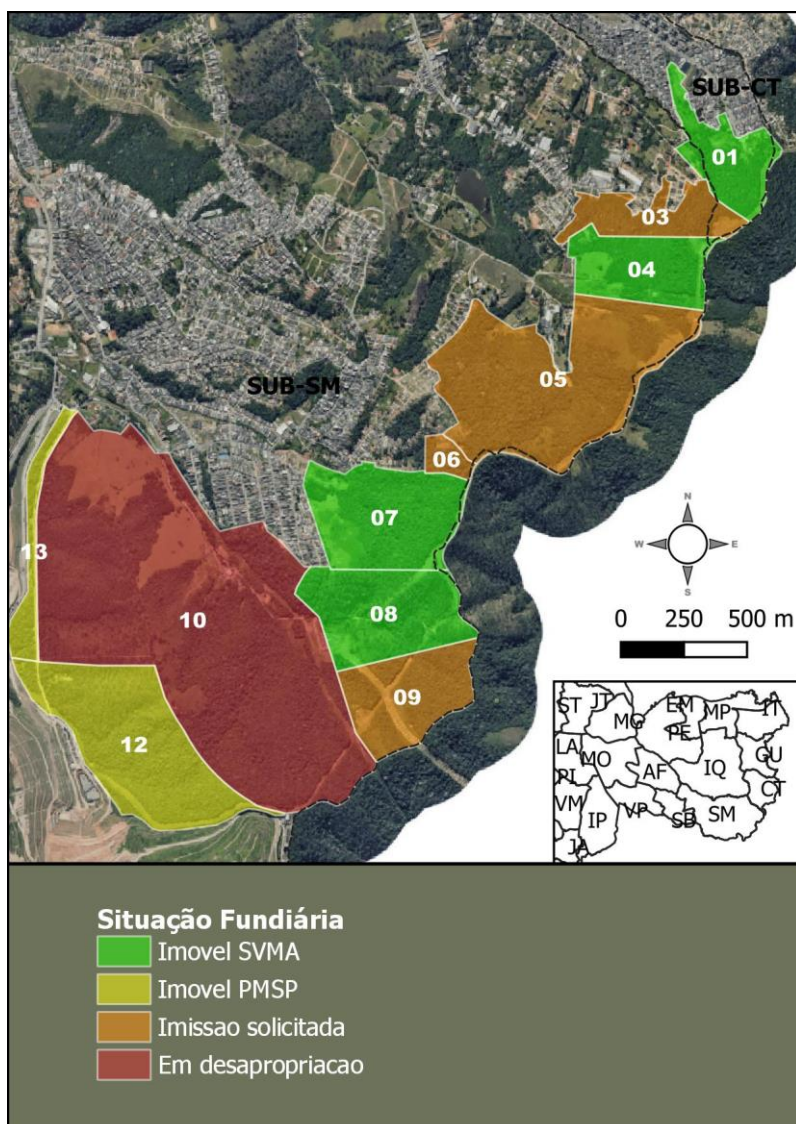 SUB-CT
01
03
04
05
SUB-SM
06
07
13
10
08
09
12
N
W
E
S
0 250 500 m
ST
JT
MG
EM
MP
IT
PE
LA
MO
GU
PI
AF
IQ
CT
VM
IP
VP
SB
SM
JA
Situação Fundiária
Imovel SVMA
Imovel PMSP
Imissao solicitada
Em desapropriacao